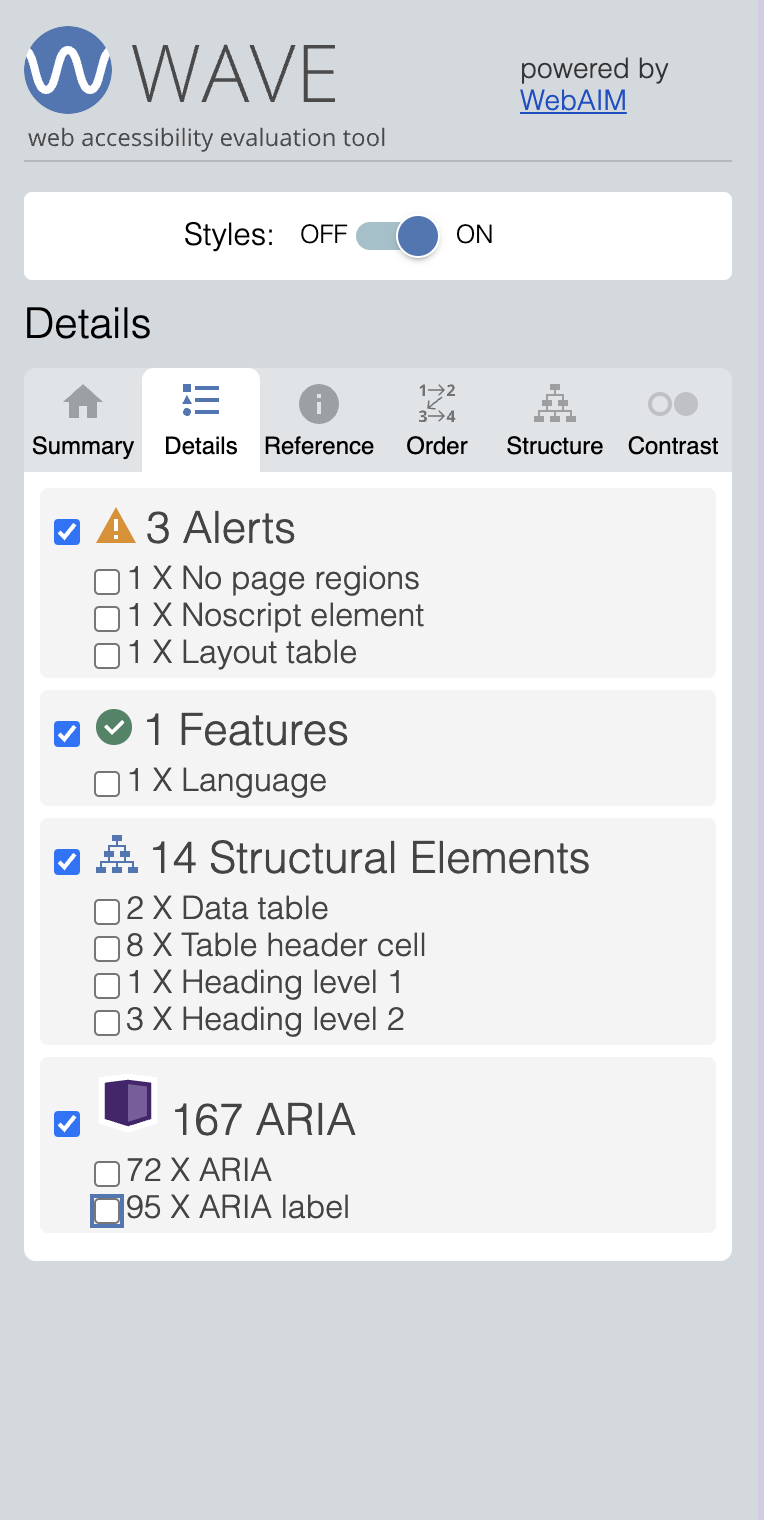 WAVE
powered by
WebAIM
web accessibility evaluation tool
Styles: OFF ON
Details
1 2
3 4
Summary Details Reference Order Structure Contrast
3 Alerts
1 X No page regions
1 X Noscript element
1 X Layout table
1 Features
1 X Language
14 Structural Elements
2 X Data table
8 X Table header cell
1 X Heading level 1
3 X Heading level 2
167 ARIA
72 X ARIA
95 X ARIA label